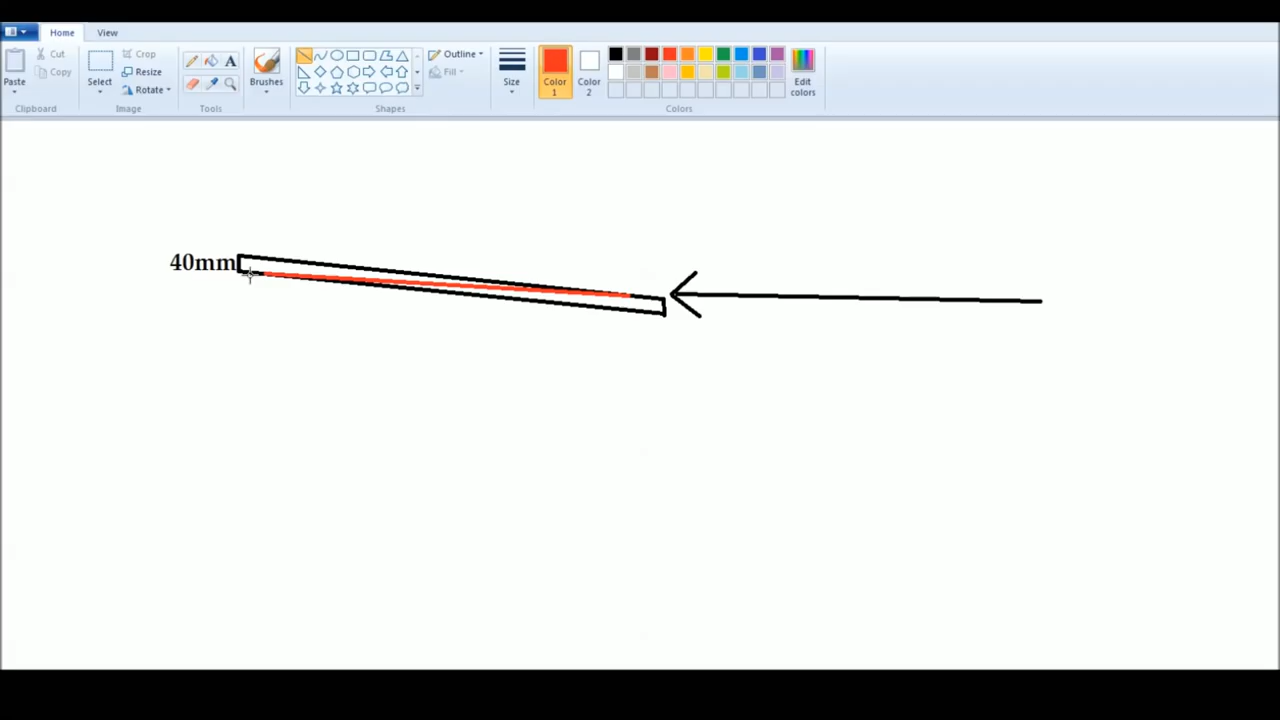 Home
View
Paste
Cut
Copy
Clipboard
Select
Crop
Resize
Rotate
Image
A
Tools
Brushes
Outline
Fill
Shapes
Size
Color
1
Color
2
Edit
colors
Colors
40mm